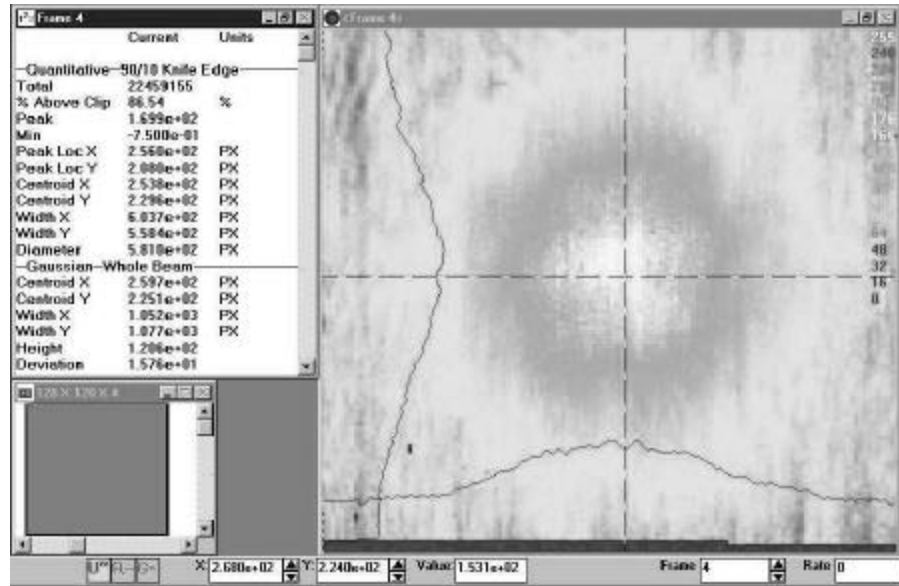 Frame 4
Current Units
Quantitative 90/10 Knife Edge
Total 22459155
% Above Clip 86.54 %
Peak 1.699e+02
Min -7.500e-01
Peak Loc X 2.560e+02 PX
Peak Loc Y 2.080e+02 PX
Centroid X 2.538e+02 PX
Centroid Y 2.296e+02 PX
Width X 6.037e+02 PX
Width Y 5.584e+02 PX
Diameter 5.810e+02 PX
Gaussian Whole Beam
Centroid X 2.597e+02 PX
Centroid Y 2.251e+02 PX
Width X 1.052e+03 PX
Width Y 1.077e+03 PX
Height 1.206e+02
Deviation 1.576e+01
255
240
176
64
48
32
16
0
X: 2.680e+02 Y: 2.240e+02 Value: 1.531e+02 Frame 4 Rate 0